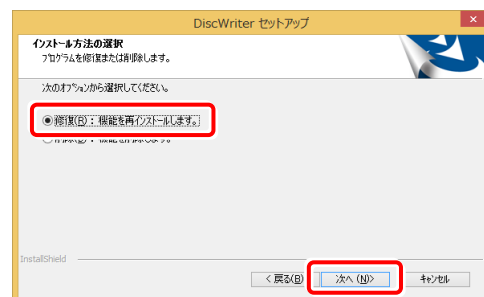 DiscWriter セットアップ
インストール方法の選択
プログラムを修復または削除します。
次のオプションから選択してください。
修復(R)： 機能を再インストールします。
InstallShield
< 戻る(B)
次へ (N)>
キャンセル